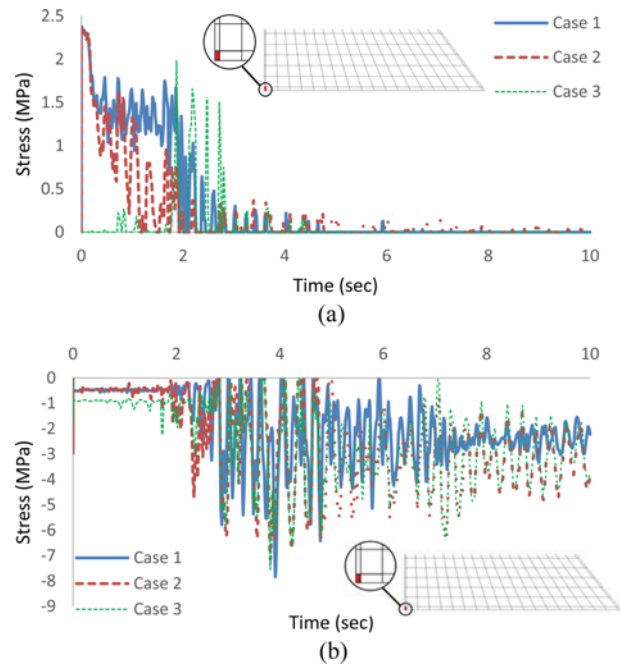 2.5
2
1.5
1
0.5
0
Stress (MPa)
Case 1
Case 2
Case 3
0 2 4 6 8 10
Time (sec)
(a)
0 2 4 6 8 10
0
-1
-2
-3
-4
-5
-6
-7
-8
-9
Stress (MPa)
Case 1
Case 2
Case 3
Time (sec)
(b)